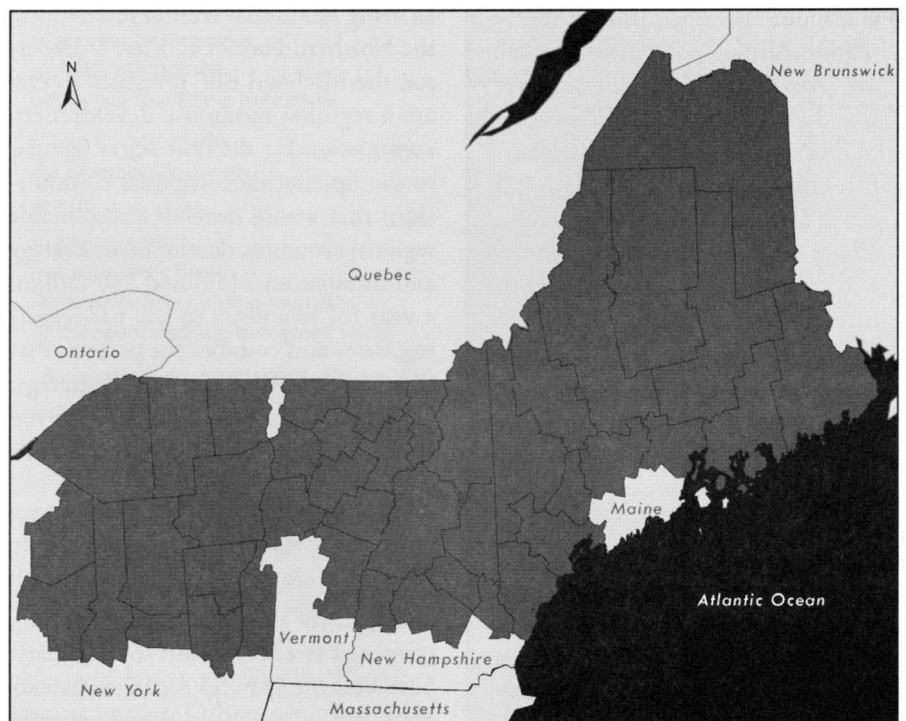 N
New Brunswick
Quebec
Ontario
Maine
Atlantic Ocean
Vermont
New Hampshire
New York
Massachusetts